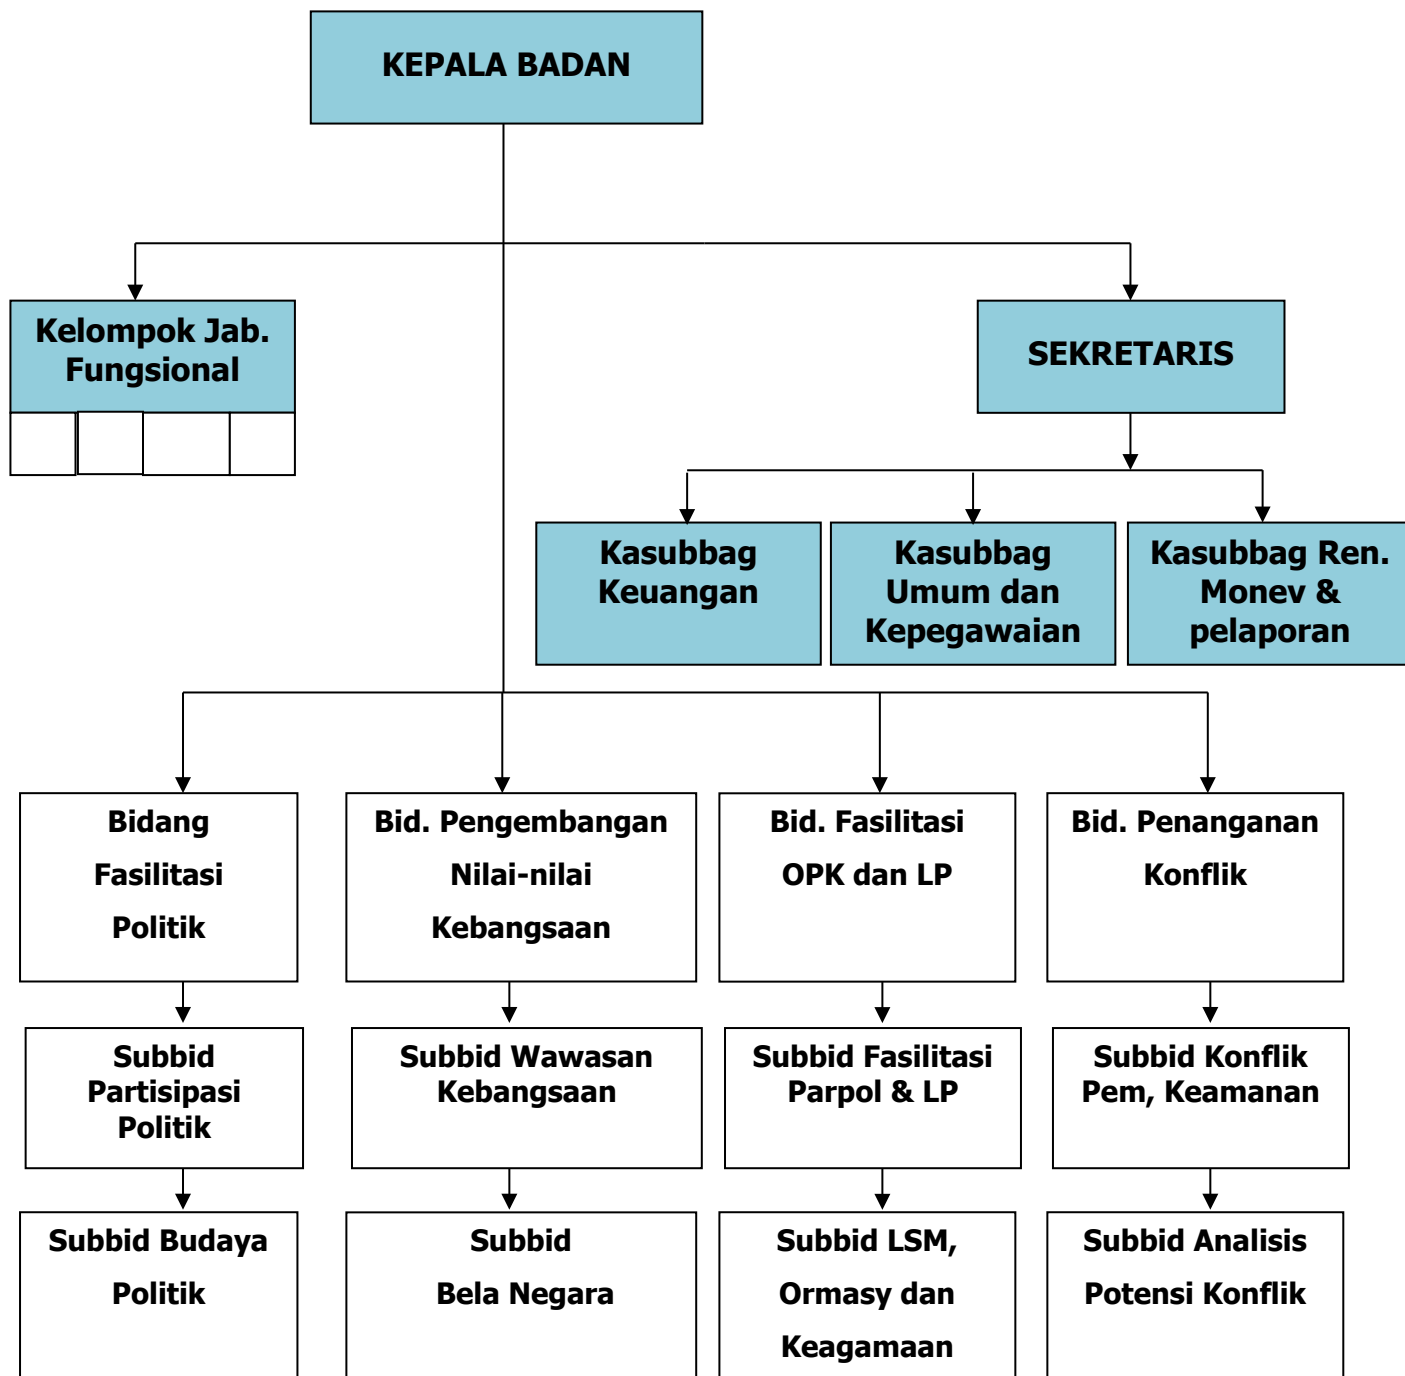 KEPALA BADAN
Kelompok Jab.
Fungsional
SEKRETARIS
Kasubbag
Keuangan
Kasubbag
Umum dan
Kepegawaian
Kasubbag Ren.
Monev &
pelaporan
Bidang
Fasilitasi
Politik
Bid. Pengembangan
Nilai-nilai
Kebangsaan
Bid. Fasilitasi
OPK dan LP
Bid. Penanganan
Konflik
Subbid
Partisipasi
Politik
Subbid Wawasan
Kebangsaan
Subbid Fasilitasi
Parpol & LP
Subbid Konflik
Pem, Keamanan
Subbid Budaya
Politik
Subbid
Bela Negara
Subbid LSM,
Ormasy dan
Keagamaan
Subbid Analisis
Potensi Konflik